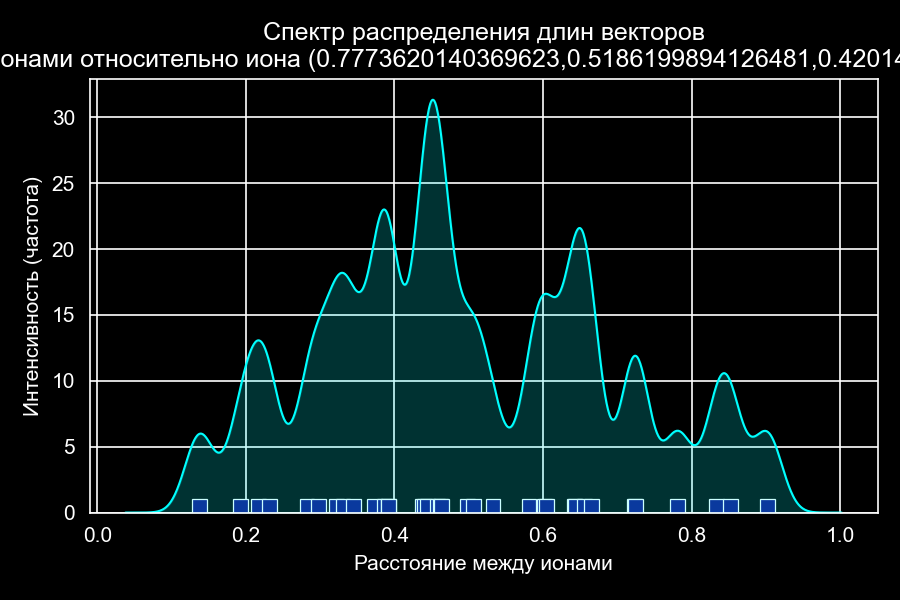 Спектр распределения длин векторов
онами относительно иона (0.7773620140369623,0.5186199894126481,0.42014
30
25
20
15
10
5
0
Интенсивность (частота)
0.0 0.2 0.4 0.6 0.8 1.0
Расстояние между ионами